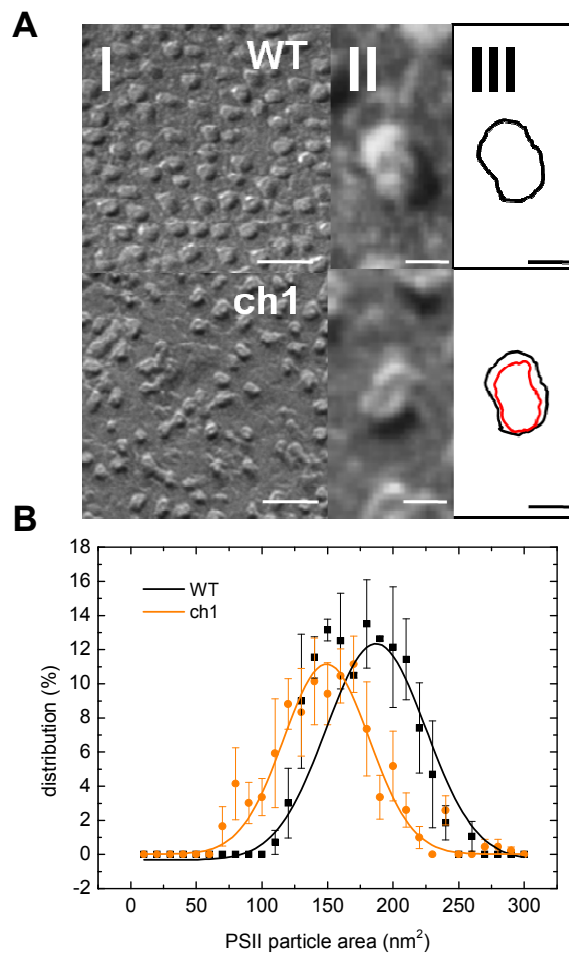 A
I
WT
II
III
ch1
B
18
16
14
12
10
8
6
4
2
0
-2
distribution (%)
WT
ch1
0 50 100 150 200 250 300
PSII particle area (nm²)